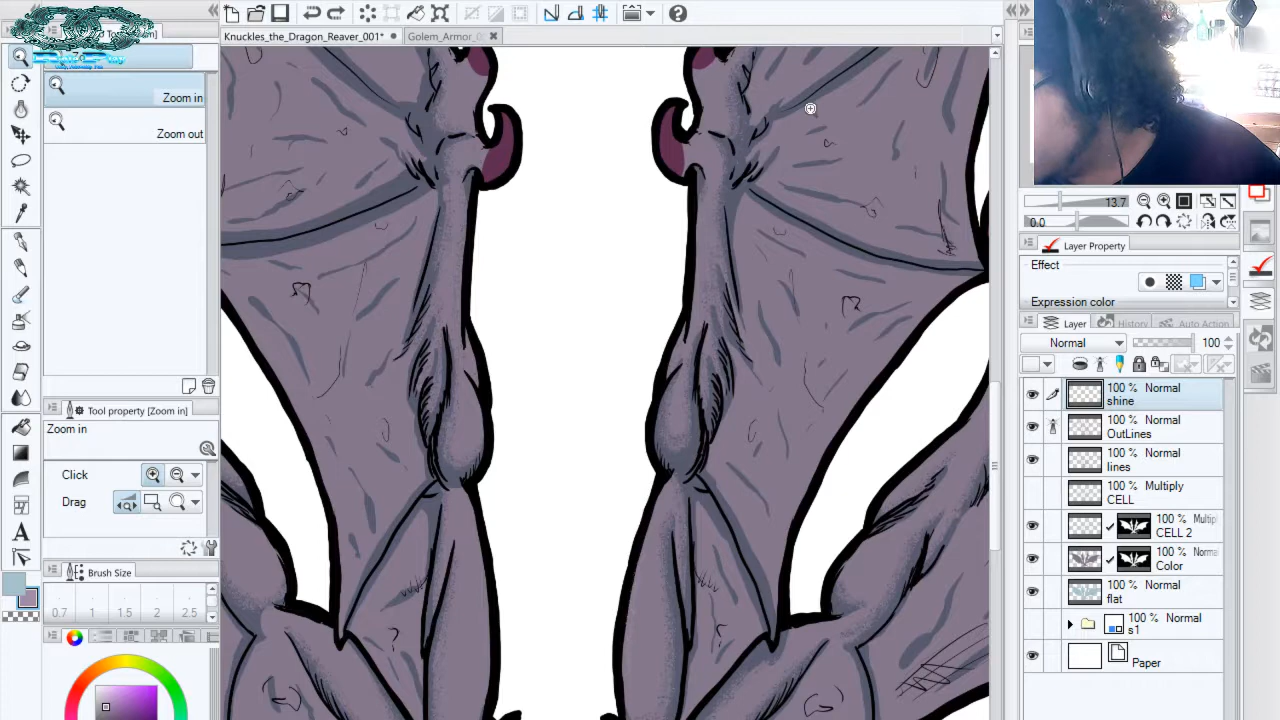 Knuckles_the_Dragon_Reaver_001*
Golem_Armor_0
Zoom in
Zoom out
Tool property [Zoom in]
Zoom in
Click
Drag
Brush Size
0.7 1 1.5 2 2.5
13.7
0.0
Layer Property
Effect
Expression color
Layer
History
Auto Action
Normal
100
100 % Normal
shine
100 % Normal
OutLines
100 % Normal
lines
100 % Multiply
CELL
100 % Multip
CELL 2
100 % Normal
Color
100 % Normal
flat
100 % Normal
s1
Paper